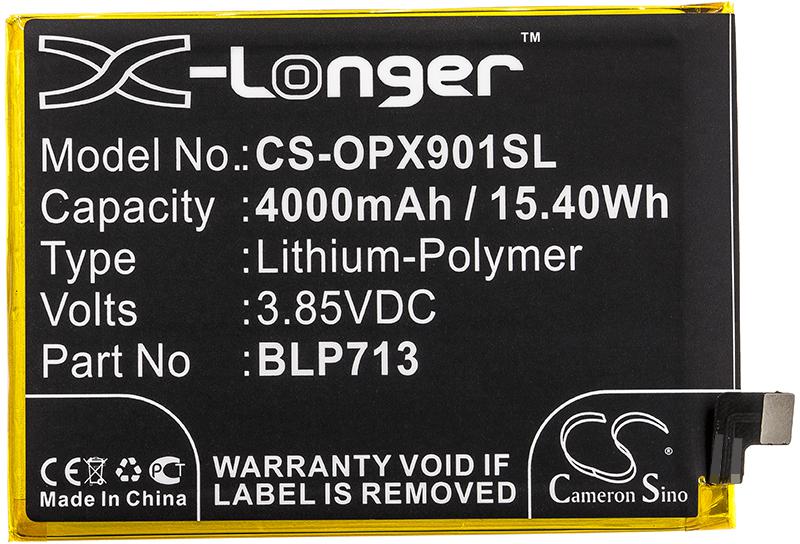 X-Longer™
Model No.: CS-OPX901SL
Capacity : 4000mAh / 15.40Wh
Type : Lithium-Polymer
Volts : 3.85VDC
Part No : BLP713
CE PCT
Made In China
WARRANTY VOID IF
LABEL IS REMOVED
CS®
Cameron Sino